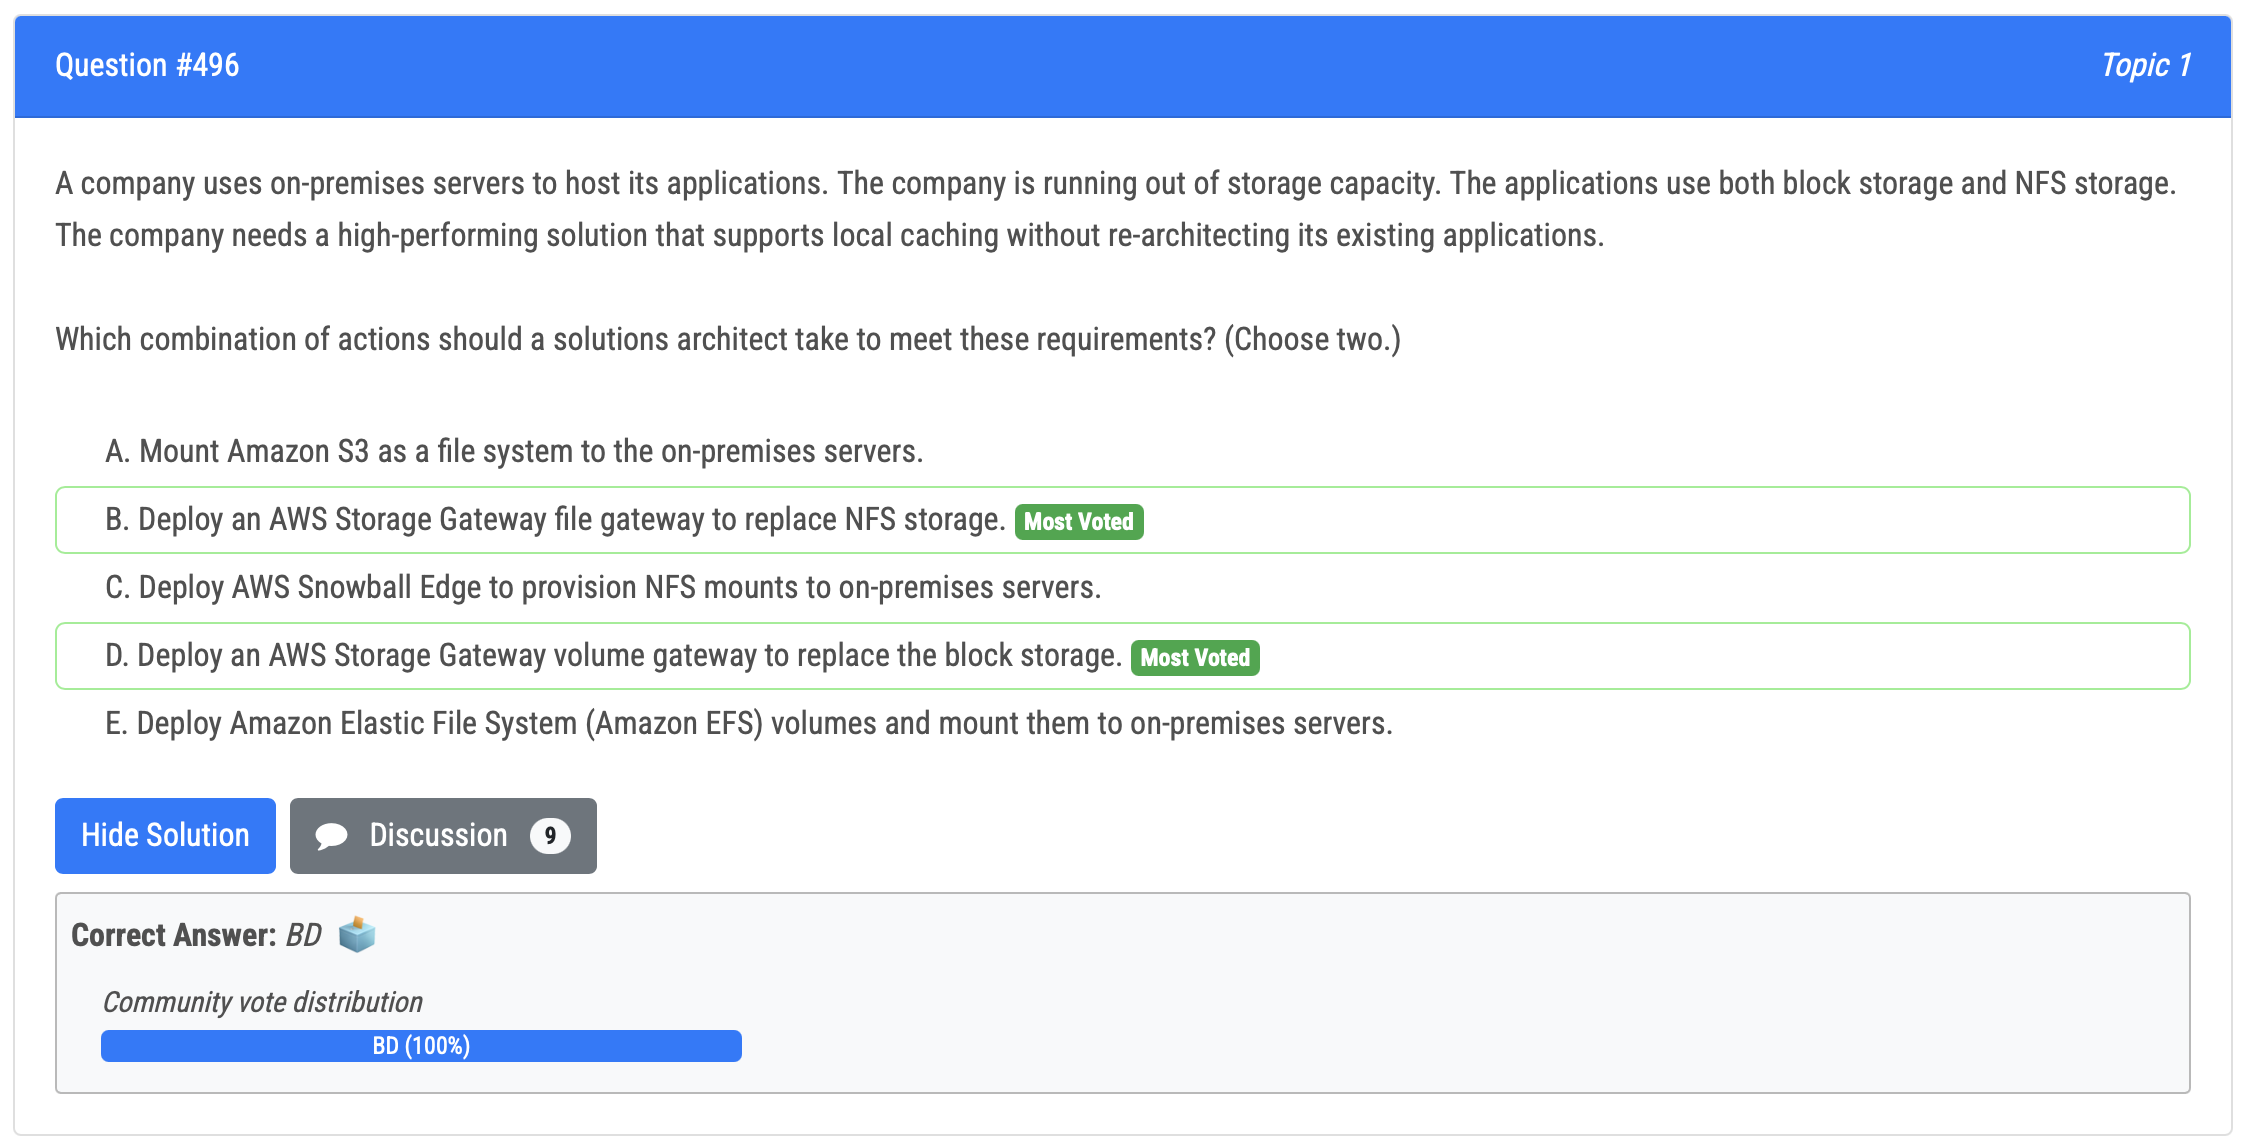 Question #496
Topic 1
A company uses on-premises servers to host its applications. The company is running out of storage capacity. The applications use both block storage and NFS storage.
The company needs a high-performing solution that supports local caching without re-architecting its existing applications.
Which combination of actions should a solutions architect take to meet these requirements? (Choose two.)
A. Mount Amazon S3 as a file system to the on-premises servers.
B. Deploy an AWS Storage Gateway file gateway to replace NFS storage. Most Voted
C. Deploy AWS Snowball Edge to provision NFS mounts to on-premises servers.
D. Deploy an AWS Storage Gateway volume gateway to replace the block storage. Most Voted
E. Deploy Amazon Elastic File System (Amazon EFS) volumes and mount them to on-premises servers.
Hide Solution
Discussion 9
Correct Answer: BD
Community vote distribution
BD (100%)